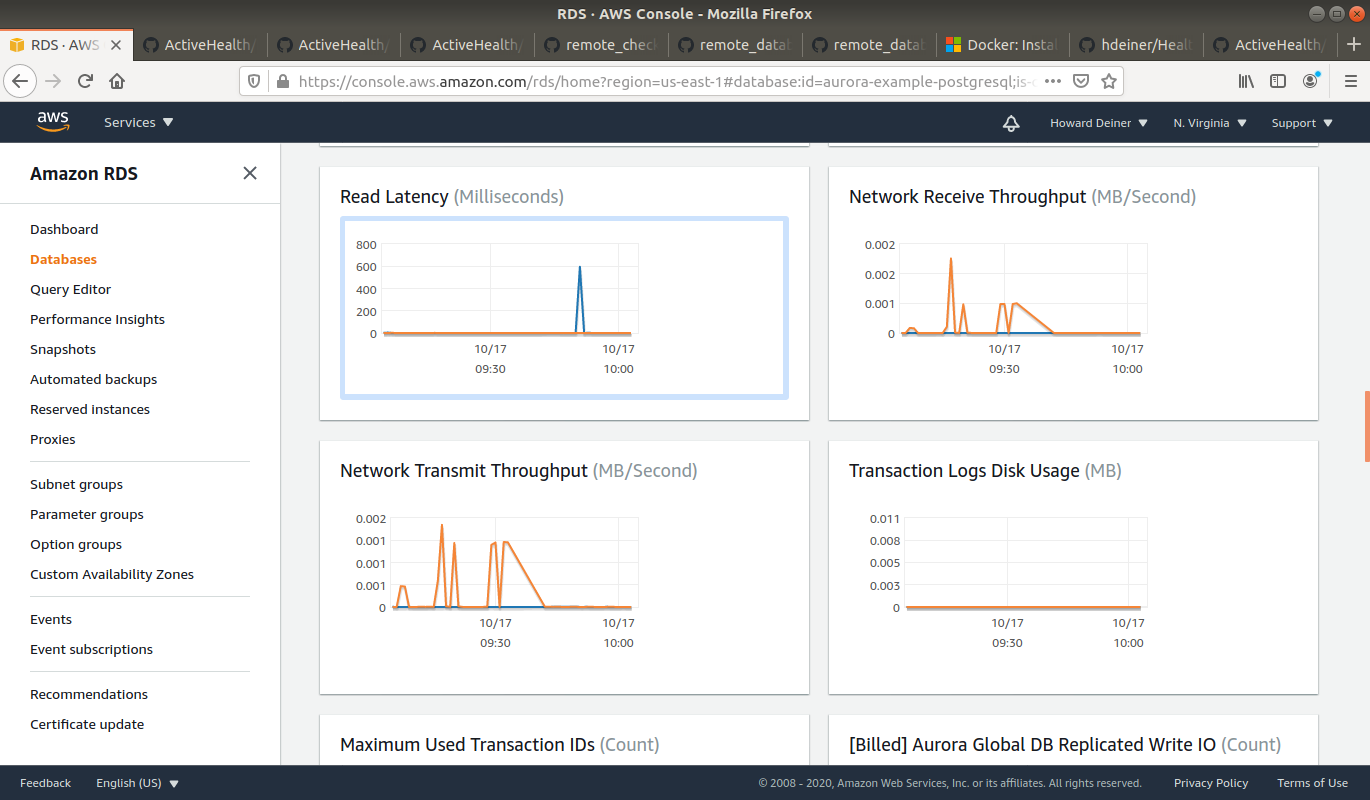 RDS · AWS Console - Mozilla Firefox
RDS · AWS
ActiveHealth/
ActiveHealth/
ActiveHealth/
remote_chec
remote_datab
remote_datab
Docker: Insta
hdeiner/Heal
ActiveHealth/
https://console.aws.amazon.com/rds/home?region=us-east-1#database:id=aurora-example-postgresql;is-c
aws
Services
Howard Deiner
N. Virginia
Support
Amazon RDS
Dashboard
Databases
Query Editor
Performance Insights
Snapshots
Automated backups
Reserved instances
Proxies
Subnet groups
Parameter groups
Option groups
Custom Availability Zones
Events
Event subscriptions
Recommendations
Certificate update
Read Latency (Milliseconds)
800
600
400
200
0
10/17 10/17
09:30 10:00
Network Receive Throughput (MB/Second)
0.002
0.002
0.001
0
10/17 10/17
09:30 10:00
Network Transmit Throughput (MB/Second)
0.002
0.001
0.001
0.001
0
10/17 10/17
09:30 10:00
Transaction Logs Disk Usage (MB)
0.011
0.008
0.005
0.003
0
10/17 10/17
09:30 10:00
Maximum Used Transaction IDs (Count)
[Billed] Aurora Global DB Replicated Write IO (Count)
Feedback
English (US)
© 2008 - 2020, Amazon Web Services, Inc. or its affiliates. All rights reserved.
Privacy Policy
Terms of Use